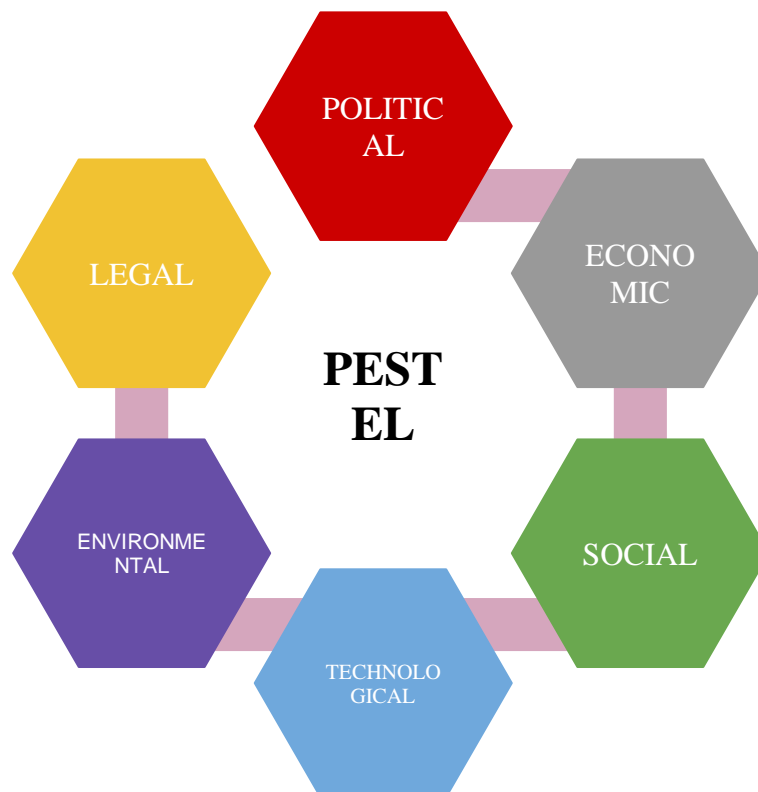 POLITIC
AL
ECONO
MIC
LEGAL
PEST
EL
SOCIAL
ENVIRONME
NTAL
TECHNOLO
GICAL